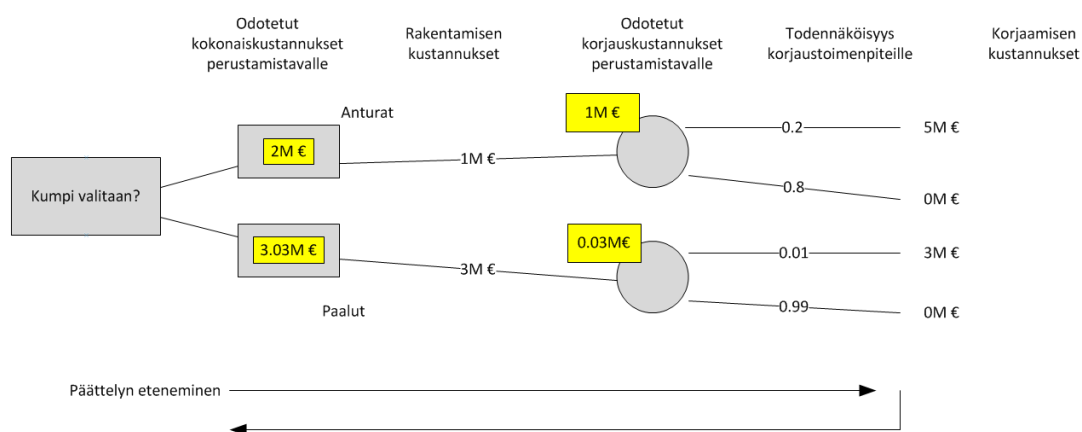 Odotetut
kokonaiskustannukset
perustamistavalle
Rakentamisen
kustannukset
Odotetut
korjauskustannukset
perustamistavalle
Todennäköisyys
korjaustoimenpiteille
Korjaamisen
kustannukset
Anturat
1M €
0.2
5M €
2M €
1M €
Kumpi valitaan?
0.8
0M €
3.03M €
0.03M€
0.01
3M €
3M €
Paalut
0.99
0M €
Päättelyn eteneminen